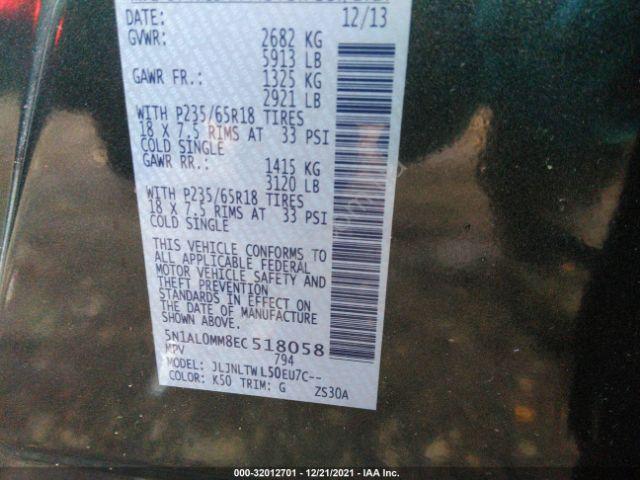 DATE: 12/13
GVWR: 2682 KG
5913 LB
GAWR FR.: 1325 KG
2921 LB
WITH P235/65R18 TIRES
18 X 7.5 RIMS AT 33 PSI
COLD SINGLE
GAWR RR.: 1415 KG
3120 LB
WITH P235/65R18 TIRES
18 X 7.5 RIMS AT 33 PSI
COLD SINGLE
THIS VEHICLE CONFORMS TO
ALL APPLICABLE FEDERAL
MOTOR VEHICLE SAFETY AND
THEFT PREVENTION
STANDARDS IN EFFECT ON
THE DATE OF MANUFACTURE
SHOWN ABOVE.
5N1AL0MM8EC 518058
MPV 794
MODEL: JLJNLTWL50EU7C--
COLOR: K50 TRIM: G ZS30A
000-32012701 - 12/21/2021 - IAA Inc.